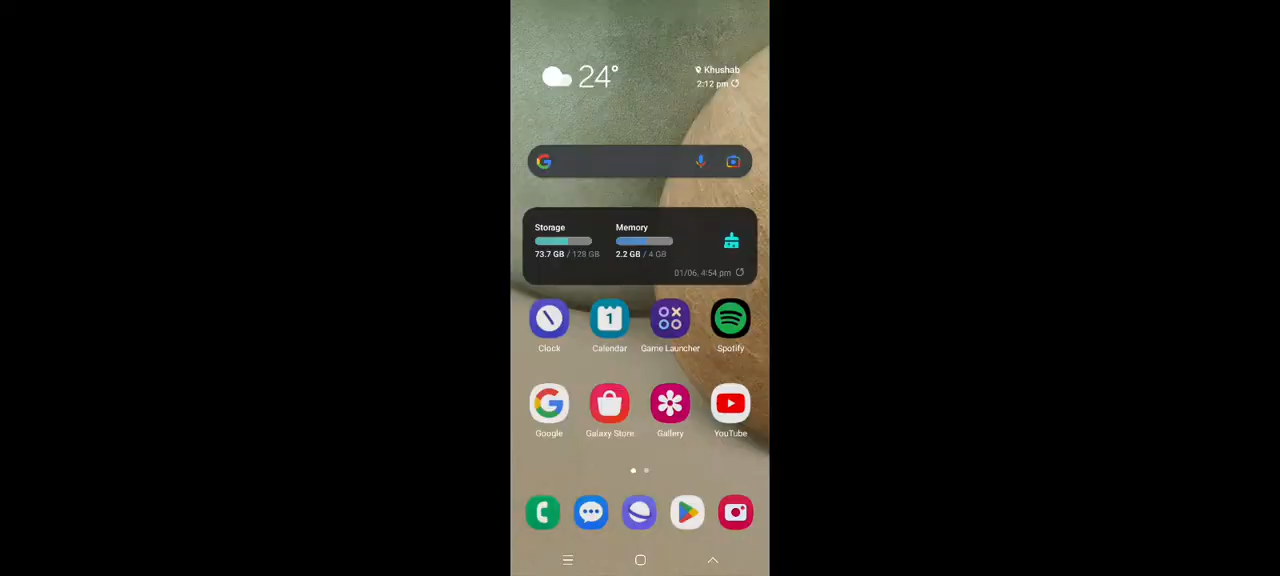 24°
Khushab
2:12 pm
Storage Memory
73.7 GB / 128 GB 2.2 GB / 4 GB
01/06, 4:54 pm
1
Clock Calendar Game Launcher Spotify
Google Galaxy Store Gallery YouTube